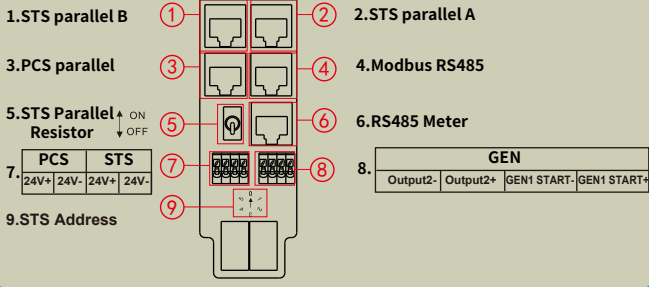 1.STS parallel B
① ②
2.STS parallel A
3.PCS parallel
③ ④
4.Modbus RS485
5.STS Parallel ON
Resistor OFF
⑤ ⑥
6.RS485 Meter
7.
PCS STS
24V+ 24V- 24V+ 24V-
⑦ ⑧
8.
GEN
Output2- Output2+ GEN1 START- GEN1 START+
9.STS Address
⑨
0